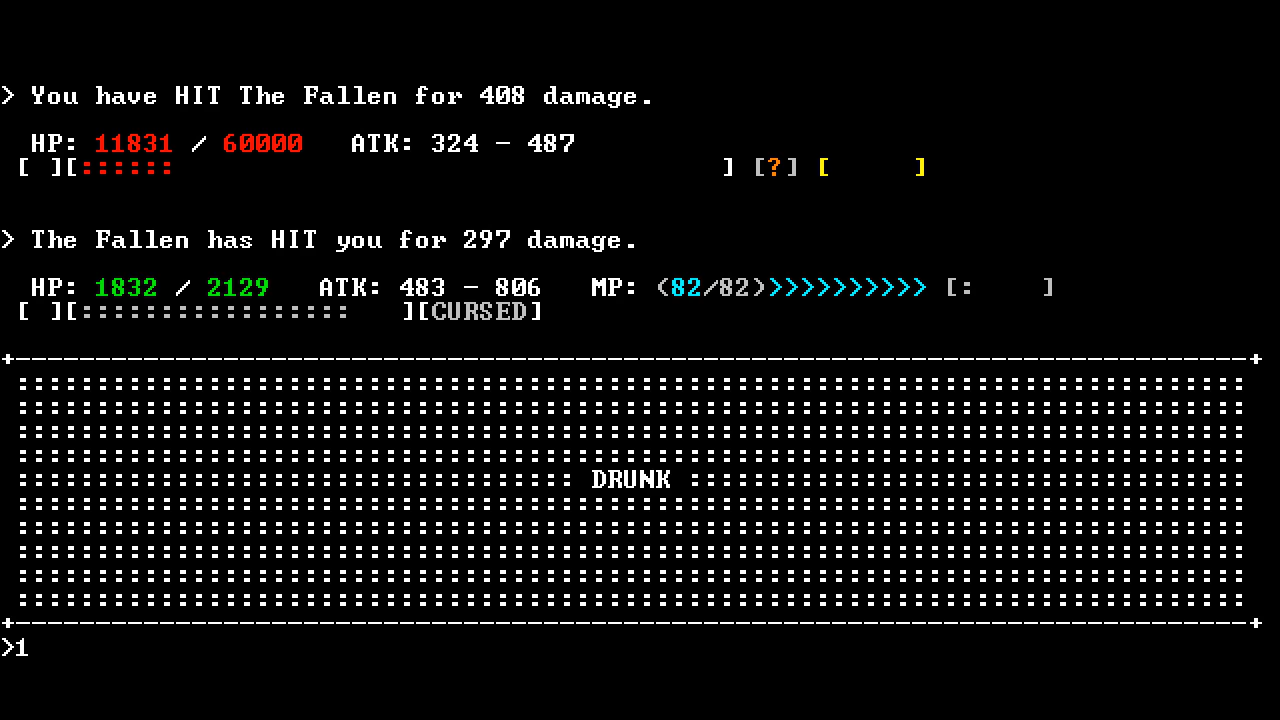 > You have HIT The Fallen for 408 damage.
HP: 11831 / 60000   ATK: 324 - 487
[ ][::::::                                  ] [?] [     ]
> The Fallen has HIT you for 297 damage.
HP: 1832 / 2129   ATK: 483 - 806   MP: (82/82)>>>>>>>>>> [:    ]
[ ][:::::::::::::::::   ][CURSED]
+-----------------------------------------------------------------------------+
:::::::::::::::::::::::::::::::::::::::::::::::::::::::::::::::::::::::::::::
:::::::::::::::::::::::::::::::::::::::::::::::::::::::::::::::::::::::::::::
:::::::::::::::::::::::::::::::::::::::::::::::::::::::::::::::::::::::::::::
:::::::::::::::::::::::::::::::::::::::::::::::::::::::::::::::::::::::::::::
::::::::::::::::::::::::::::::::::: DRUNK :::::::::::::::::::::::::::::::::::
:::::::::::::::::::::::::::::::::::::::::::::::::::::::::::::::::::::::::::::
:::::::::::::::::::::::::::::::::::::::::::::::::::::::::::::::::::::::::::::
:::::::::::::::::::::::::::::::::::::::::::::::::::::::::::::::::::::::::::::
:::::::::::::::::::::::::::::::::::::::::::::::::::::::::::::::::::::::::::::
:::::::::::::::::::::::::::::::::::::::::::::::::::::::::::::::::::::::::::::
+-----------------------------------------------------------------------------+
>1